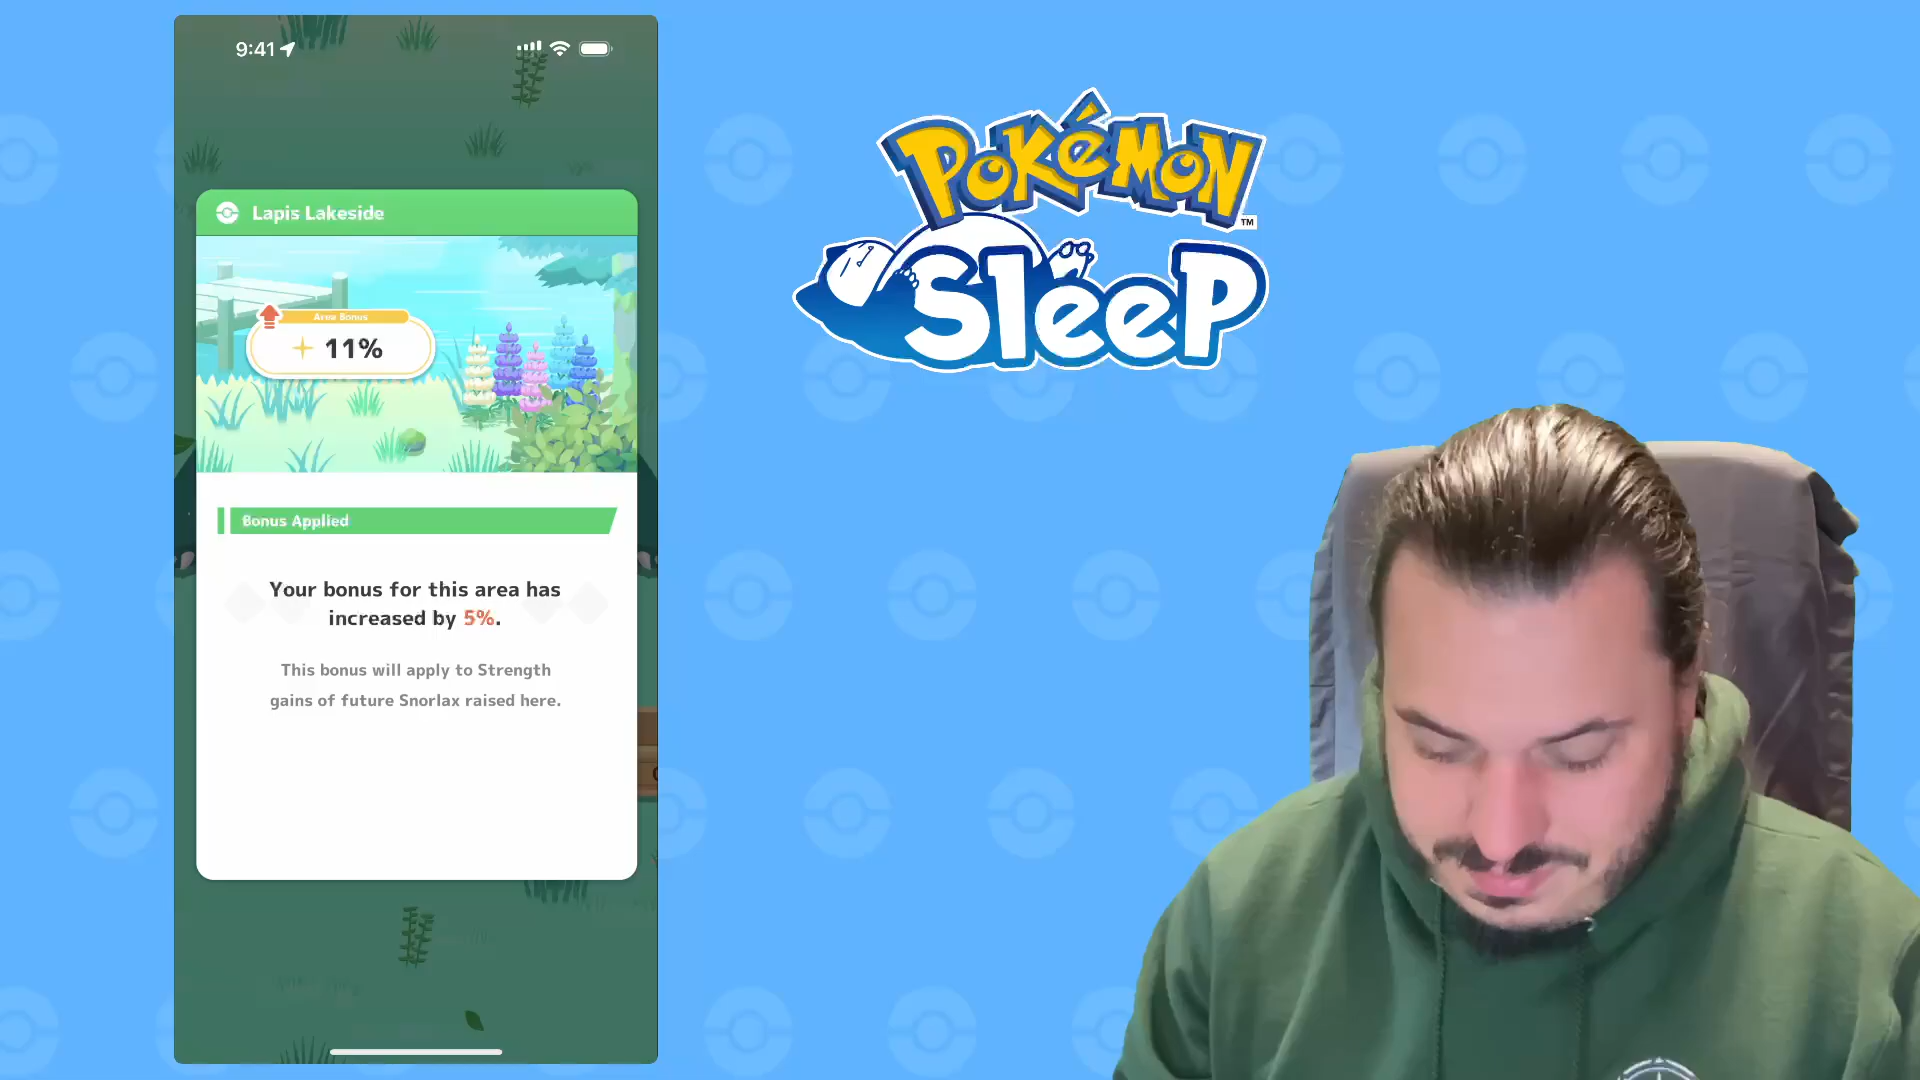 9:41
Lapis Lakeside
Area Bonus
11%
Bonus Applied
Your bonus for this area has
increased by 5%.
This bonus will apply to Strength
gains of future Snorlax raised here.
POKéMON
TM
Sleep